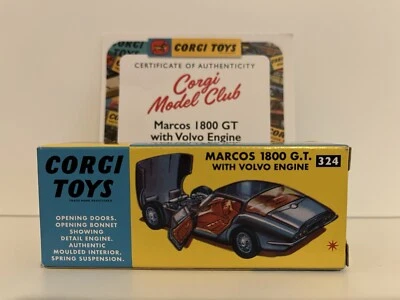 CORGI TOYS
CERTIFICATE OF AUTHENTICITY
Corgi
Model Club
Marcos 1800 GT
with Volvo Engine
CORGI
TOYS
OPENING DOORS.
OPENING BONNET
SHOWING
DETAIL ENGINE.
AUTHENTIC
MOULDED INTERIOR,
SPRING SUSPENSION.
MARCOS 1800 G.T.
WITH VOLVO ENGINE
324